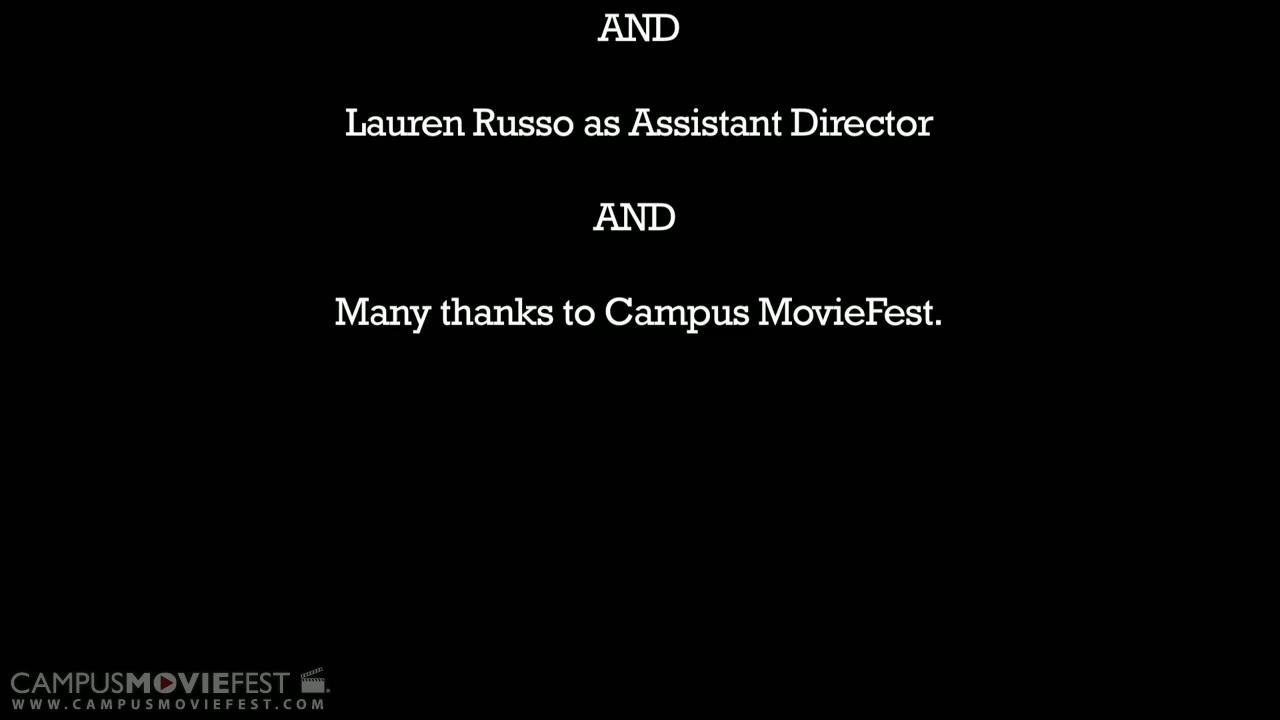 AND
Lauren Russo as Assistant Director
AND
Many thanks to Campus MovieFest.
CAMPUSMOVIEFEST
WWW.CAMPUSMOVIEFEST.COM